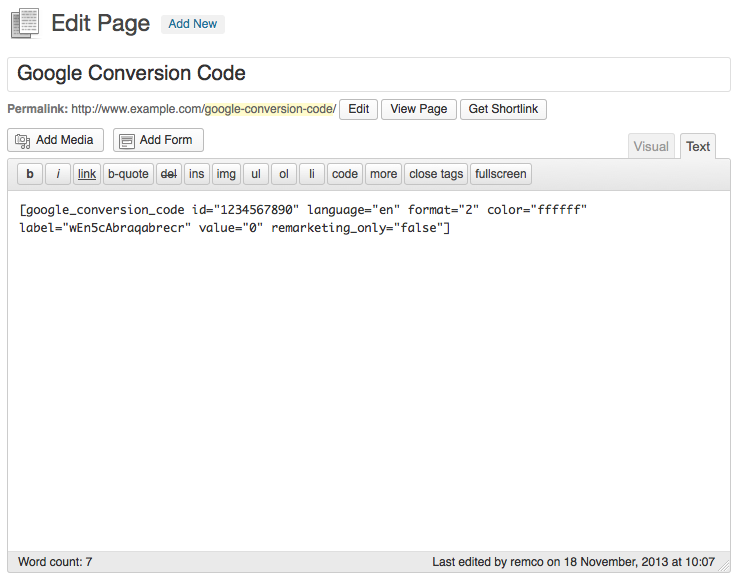 Edit Page Add New
Google Conversion Code
Permalink: http://www.example.com/google-conversion-code/ Edit View Page Get Shortlink
Add Media Add Form Visual Text
b i link b-quote del ins img ul ol li code more close tags fullscreen
[google_conversion_code id="1234567890" language="en" format="2" color="ffffff"
label="wEn5cAbraqabrecr" value="0" remarketing_only="false"]
Word count: 7 Last edited by remco on 18 November, 2013 at 10:07